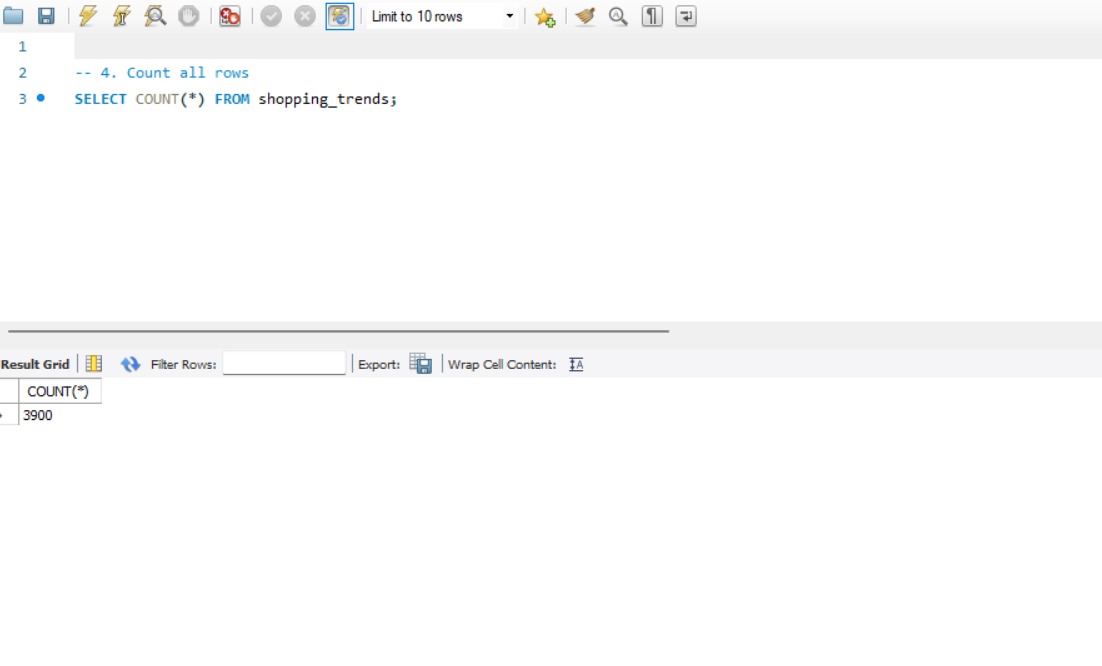 Limit to 10 rows
1
2 -- 4. Count all rows
3 SELECT COUNT(*) FROM shopping_trends;
Result Grid Filter Rows: Export: Wrap Cell Content:
COUNT(*)
3900